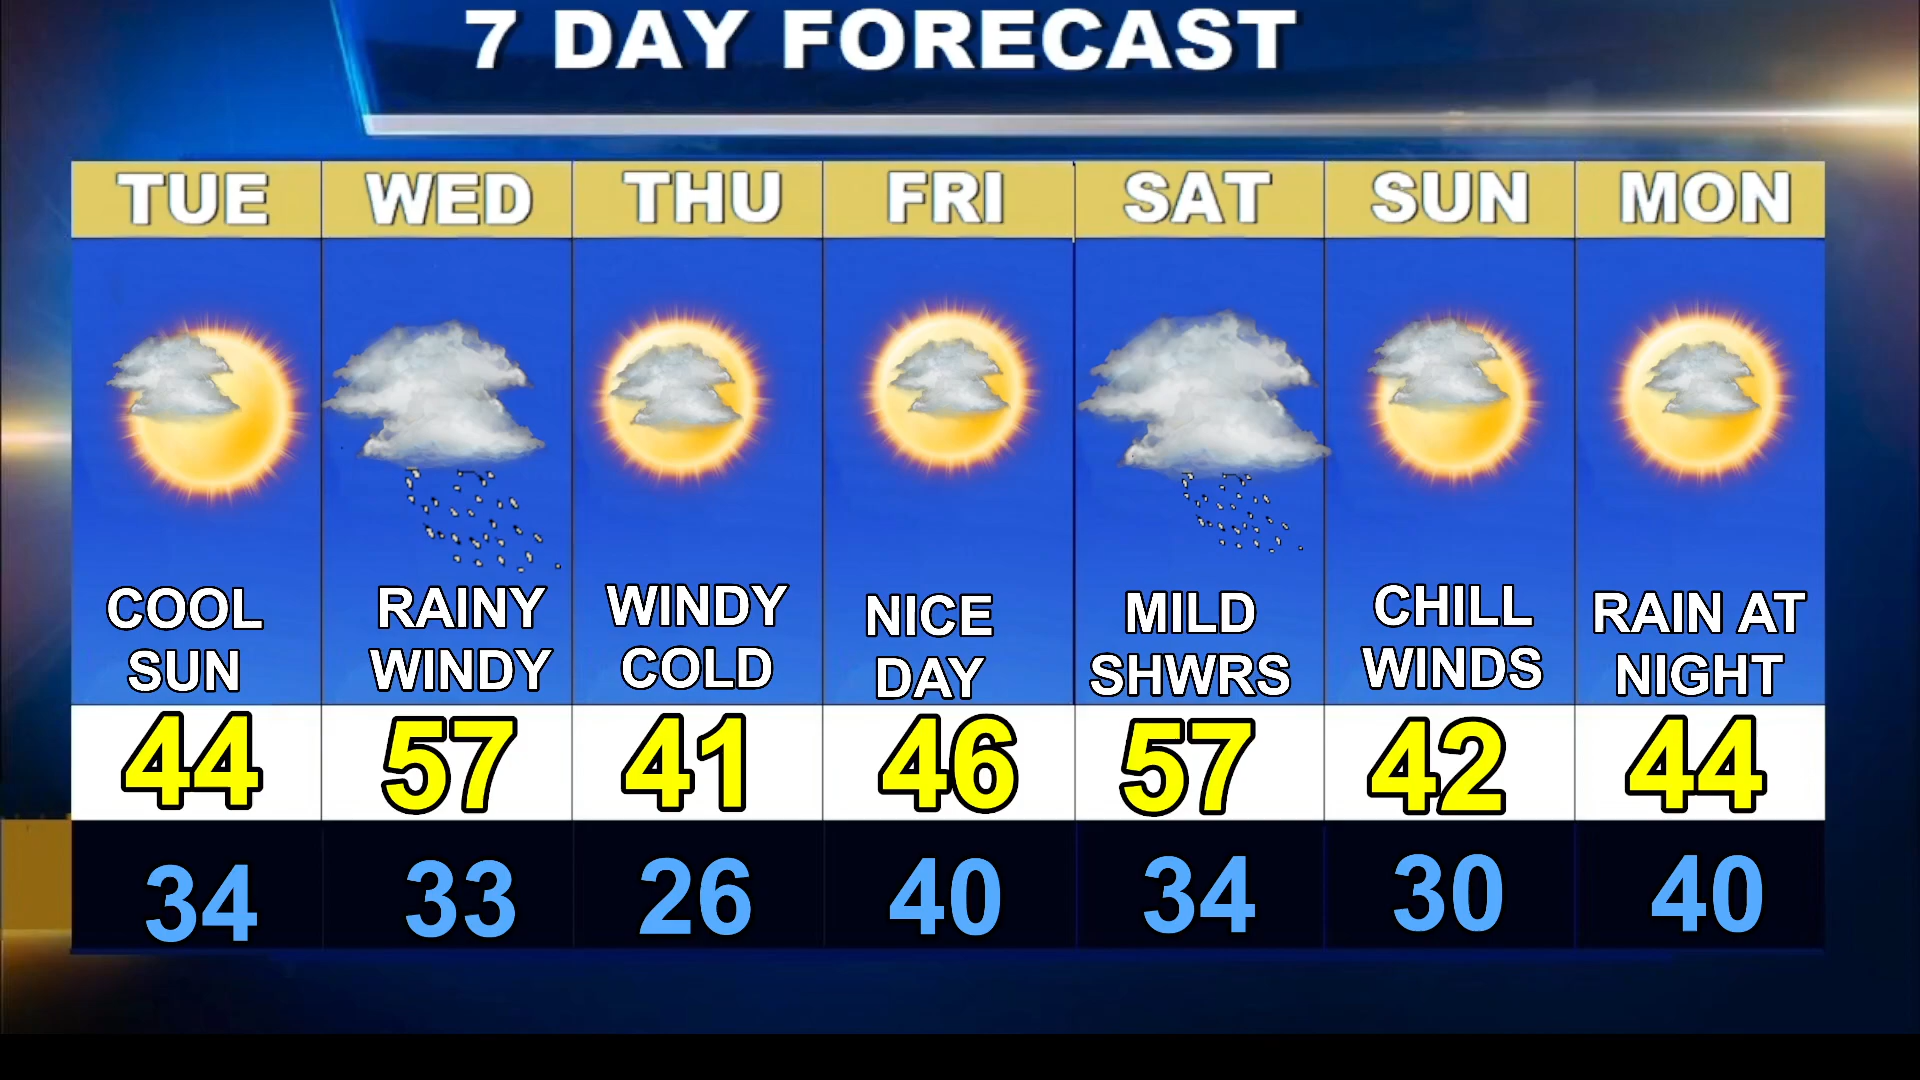 7 DAY FORECAST
TUE WED THU FRI SAT SUN MON
COOL
SUN
RAINY
WINDY
WINDY
COLD
NICE
DAY
MILD
SHWRS
CHILL
WINDS
RAIN AT
NIGHT
44 57 41 46 57 42 44
34 33 26 40 34 30 40